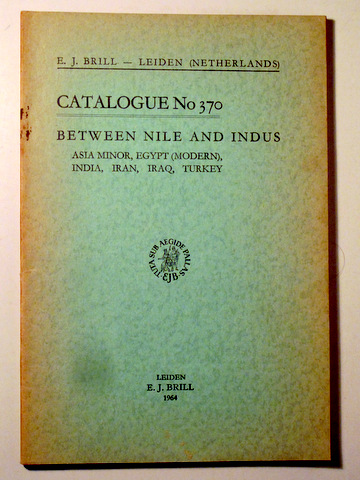 E. J. BRILL — LEIDEN (NETHERLANDS)
CATALOGUE No 370
BETWEEN NILE AND INDUS
ASIA MINOR, EGYPT (MODERN),
INDIA, IRAN, IRAQ, TURKEY
TUTA SUB AEGIDE PALLAS
EJB
LEIDEN
E. J. BRILL
1964